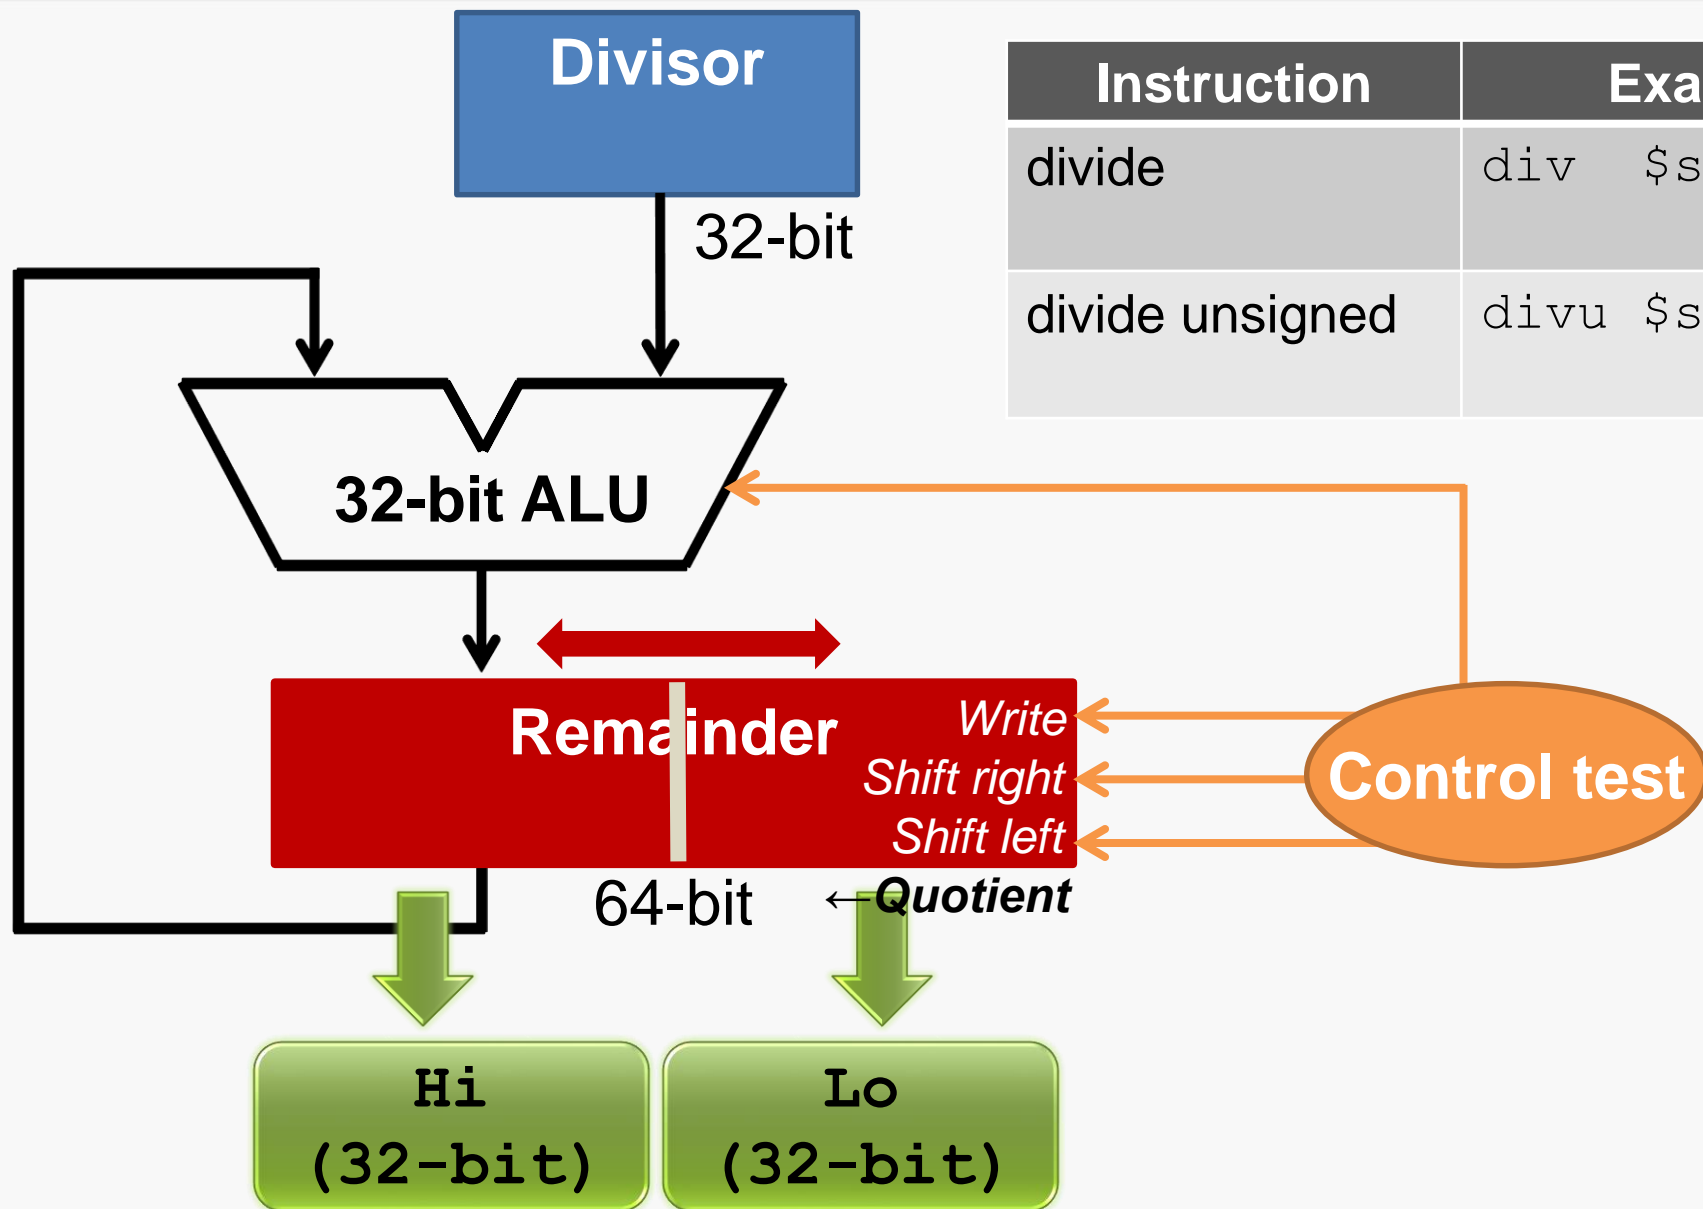 Divisor
32-bit
Instruction Exa
divide div $s
divide unsigned divu $s
32-bit ALU
Remainder
Write
Shift right
Shift left
Control test
64-bit
←Quotient
Hi
(32-bit)
Lo
(32-bit)